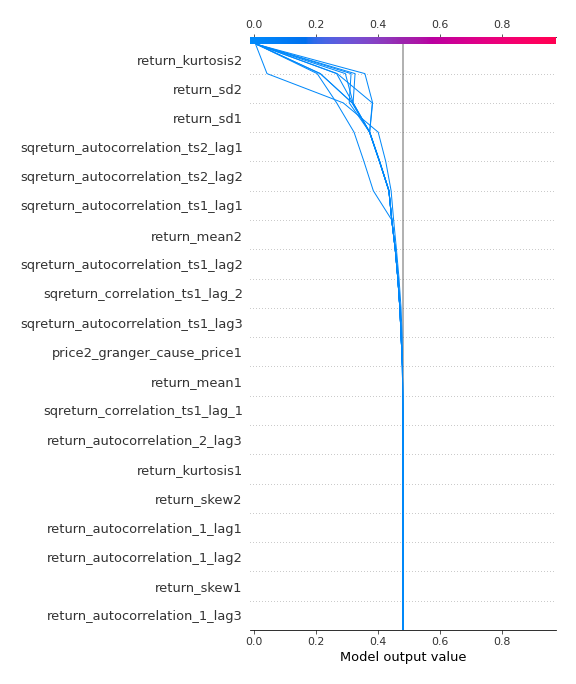 0.0 0.2 0.4 0.6 0.8
return_kurtosis2
return_sd2
return_sd1
sqreturn_autocorrelation_ts2_lag1
sqreturn_autocorrelation_ts2_lag2
sqreturn_autocorrelation_ts1_lag1
return_mean2
sqreturn_autocorrelation_ts1_lag2
sqreturn_correlation_ts1_lag_2
sqreturn_autocorrelation_ts1_lag3
price2_granger_cause_price1
return_mean1
sqreturn_correlation_ts1_lag_1
return_autocorrelation_2_lag3
return_kurtosis1
return_skew2
return_autocorrelation_1_lag1
return_autocorrelation_1_lag2
return_skew1
return_autocorrelation_1_lag3
0.0 0.2 0.4 0.6 0.8
Model output value